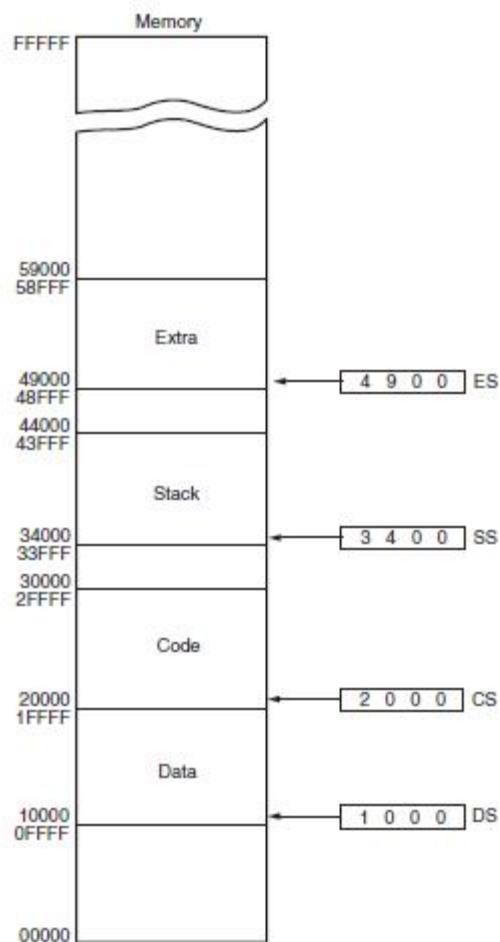 Memory
FFFFF
59000
58FFF
Extra
49000
4 9 0 0 ES
48FFF
44000
43FFF
Stack
34000
3 4 0 0 SS
33FFF
30000
2FFFF
Code
20000
2 0 0 0 CS
1FFFF
Data
10000
1 0 0 0 DS
0FFFF
00000